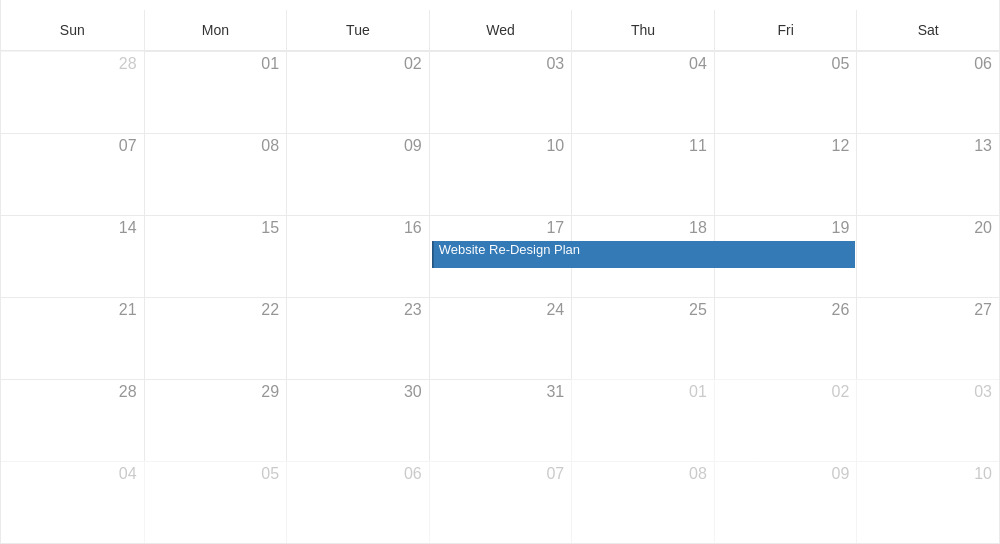 Sun Mon Tue Wed Thu Fri Sat
28 01 02 03 04 05 06
07 08 09 10 11 12 13
14 15 16 17 18 19 20
Website Re-Design Plan
21 22 23 24 25 26 27
28 29 30 31 01 02 03
04 05 06 07 08 09 10